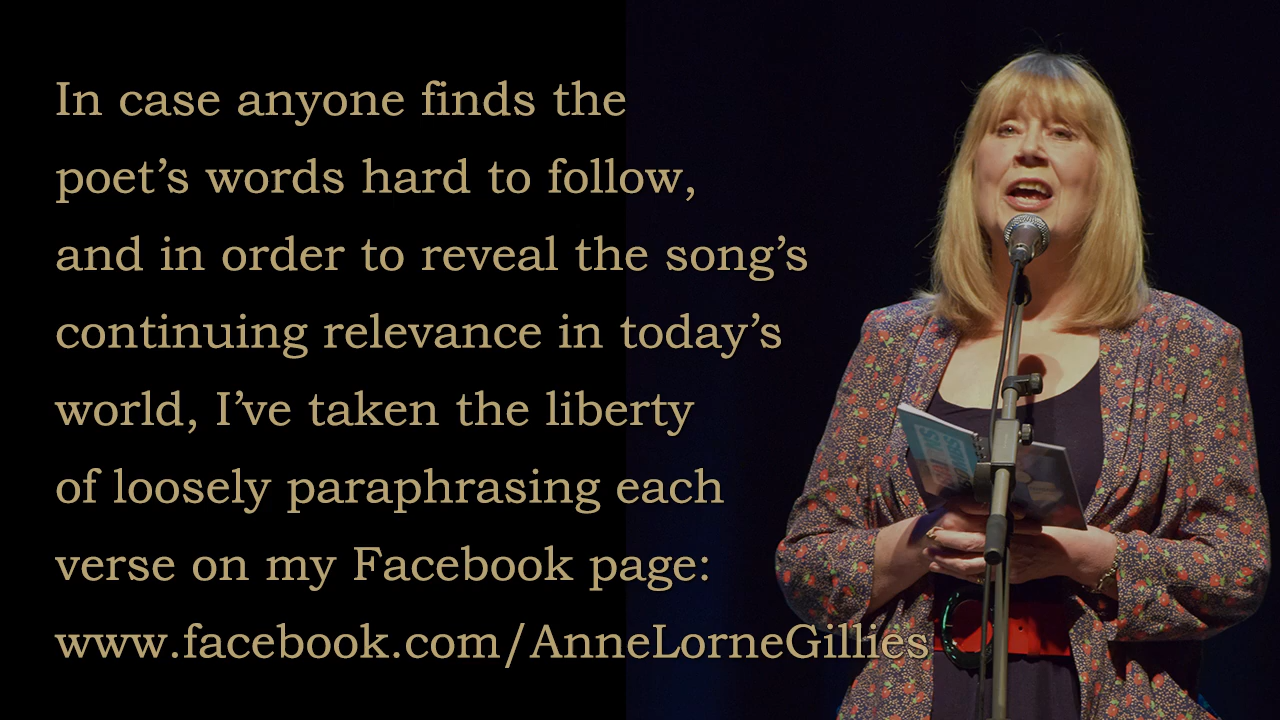 In case anyone finds the
poet’s words hard to follow,
and in order to reveal the song’s
continuing relevance in today’s
world, I’ve taken the liberty
of loosely paraphrasing each
verse on my Facebook page:
www.facebook.com/AnneLorneGillies